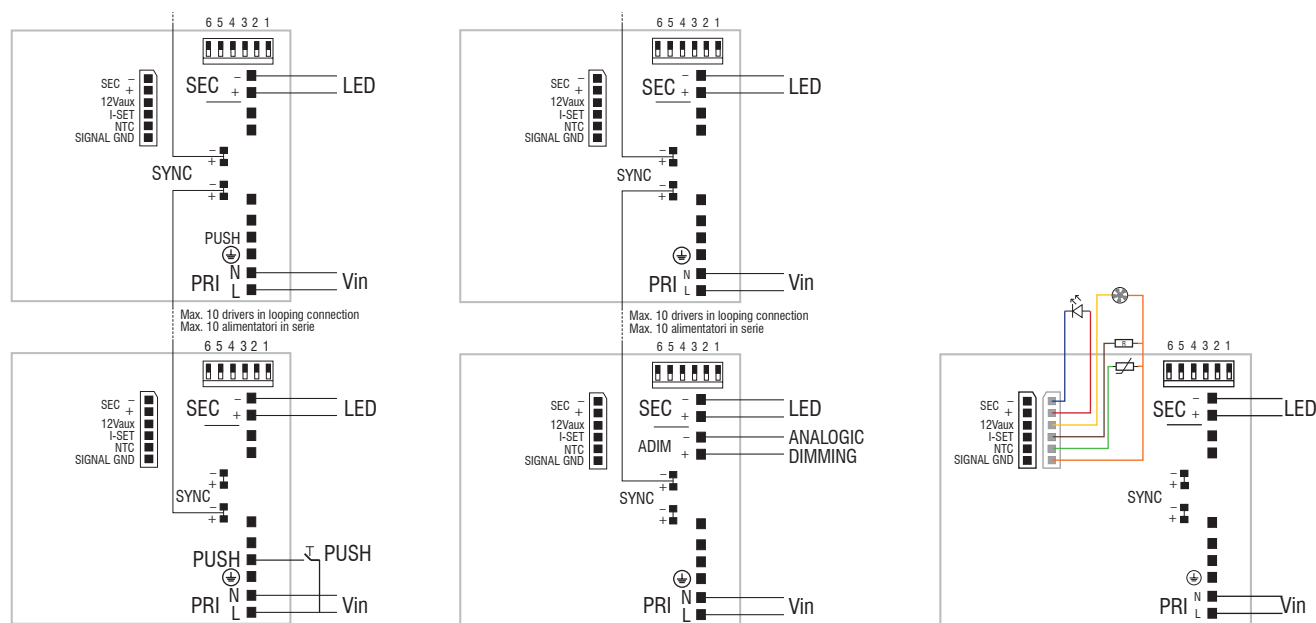 6 5 4 3 2 1
SEC −
+
12Vaux
I-SET
NTC
SIGNAL GND
SEC −
+
LED
−
+
SYNC
−
+
PUSH
N
PRI
L
Vin
Max. 10 drivers in looping connection
Max. 10 alimentatori in serie
6 5 4 3 2 1
SEC −
+
12Vaux
I-SET
NTC
SIGNAL GND
SEC −
+
LED
−
+
SYNC
−
+
PUSH
T PUSH
N
PRI
L
Vin
6 5 4 3 2 1
SEC −
+
12Vaux
I-SET
NTC
SIGNAL GND
SEC −
+
LED
−
+
SYNC
−
+
N
PRI
L
Vin
Max. 10 drivers in looping connection
Max. 10 alimentatori in serie
6 5 4 3 2 1
SEC −
+
12Vaux
I-SET
NTC
SIGNAL GND
SEC −
+
LED
ADIM −
+
ANALOGIC
DIMMING
−
+
SYNC
−
+
N
PRI
L
Vin
R
6 5 4 3 2 1
SEC −
+
12Vaux
I-SET
NTC
SIGNAL GND
SEC −
+
LED
−
+
SYNC
−
+
N
PRI
L
Vin